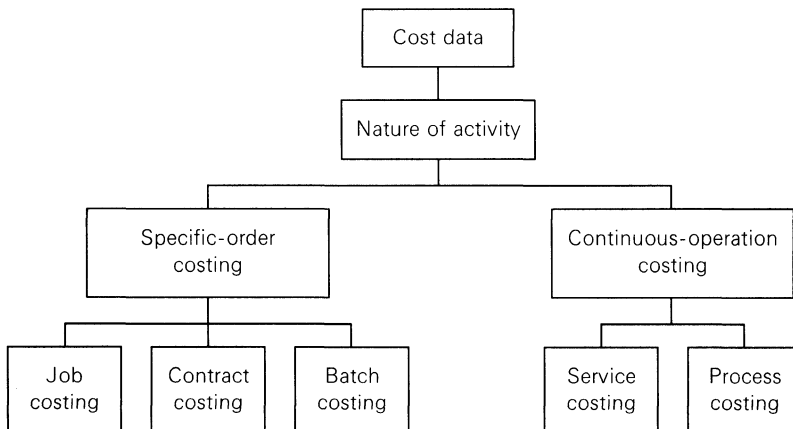 Cost data
Nature of activity
Specific-order
costing
Continuous-operation
costing
Job
costing
Contract
costing
Batch
costing
Service
costing
Process
costing